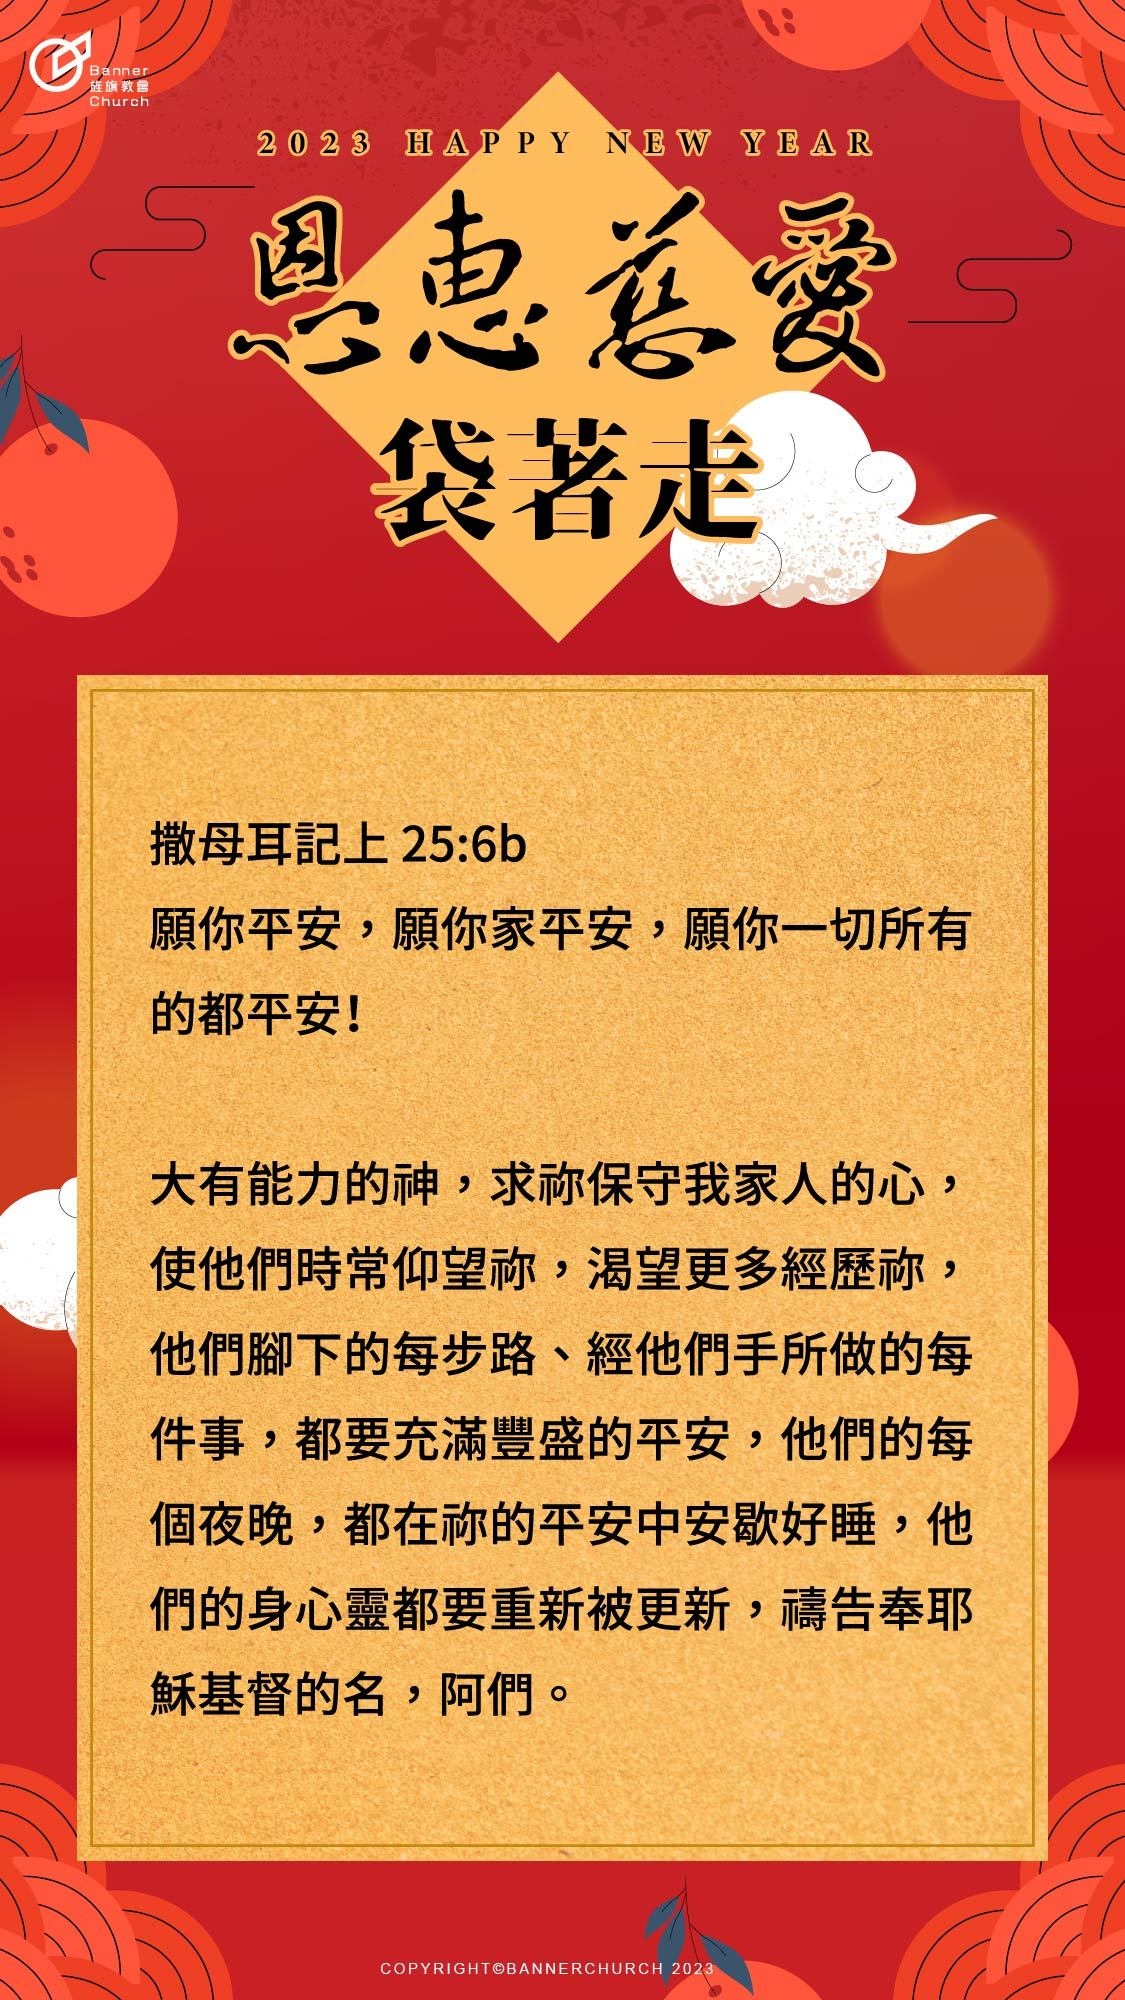 Banner
旌旗教會
Church
2023 HAPPY NEW YEAR
恩惠慈愛
袋著走
撒母耳記上 25:6b
願你平安，願你家平安，願你一切所有
的都平安！
大有能力的神，求祢保守我家人的心，
使他們時常仰望祢，渴望更多經歷祢，
他們腳下的每步路、經他們手所做的每
件事，都要充滿豐盛的平安，他們的每
個夜晚，都在祢的平安中安歇好睡，他
們的身心靈都要重新被更新，禱告奉耶
穌基督的名，阿們。
COPYRIGHT©BANNERCHURCH 2023